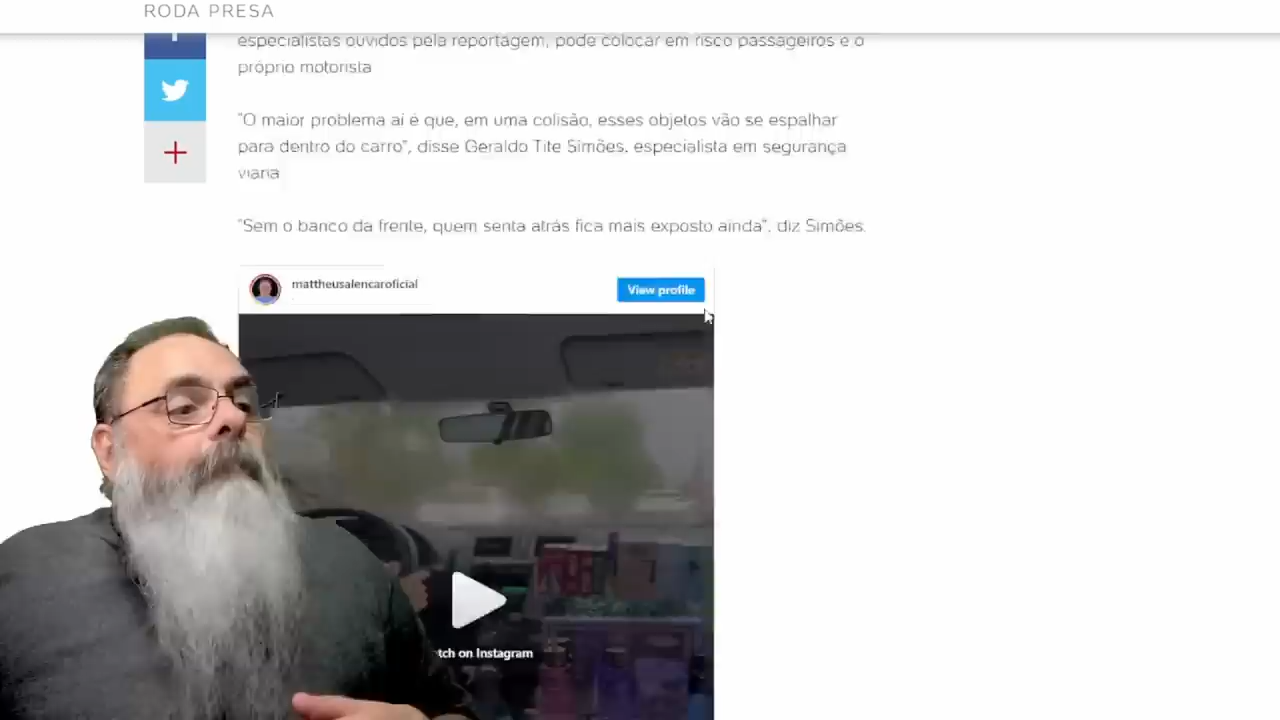 RODA PRESA
especialistas ouvidos pela reportagem, pode colocar em risco passageiros e o
próprio motorista
"O maior problema aí é que, em uma colisão, esses objetos vão se espalhar
para dentro do carro", disse Geraldo Tite Simões, especialista em segurança
viária
"Sem o banco da frente, quem senta atrás fica mais exposto ainda", diz Simões.
mattheusalencaroficial
View profile
tch on Instagram